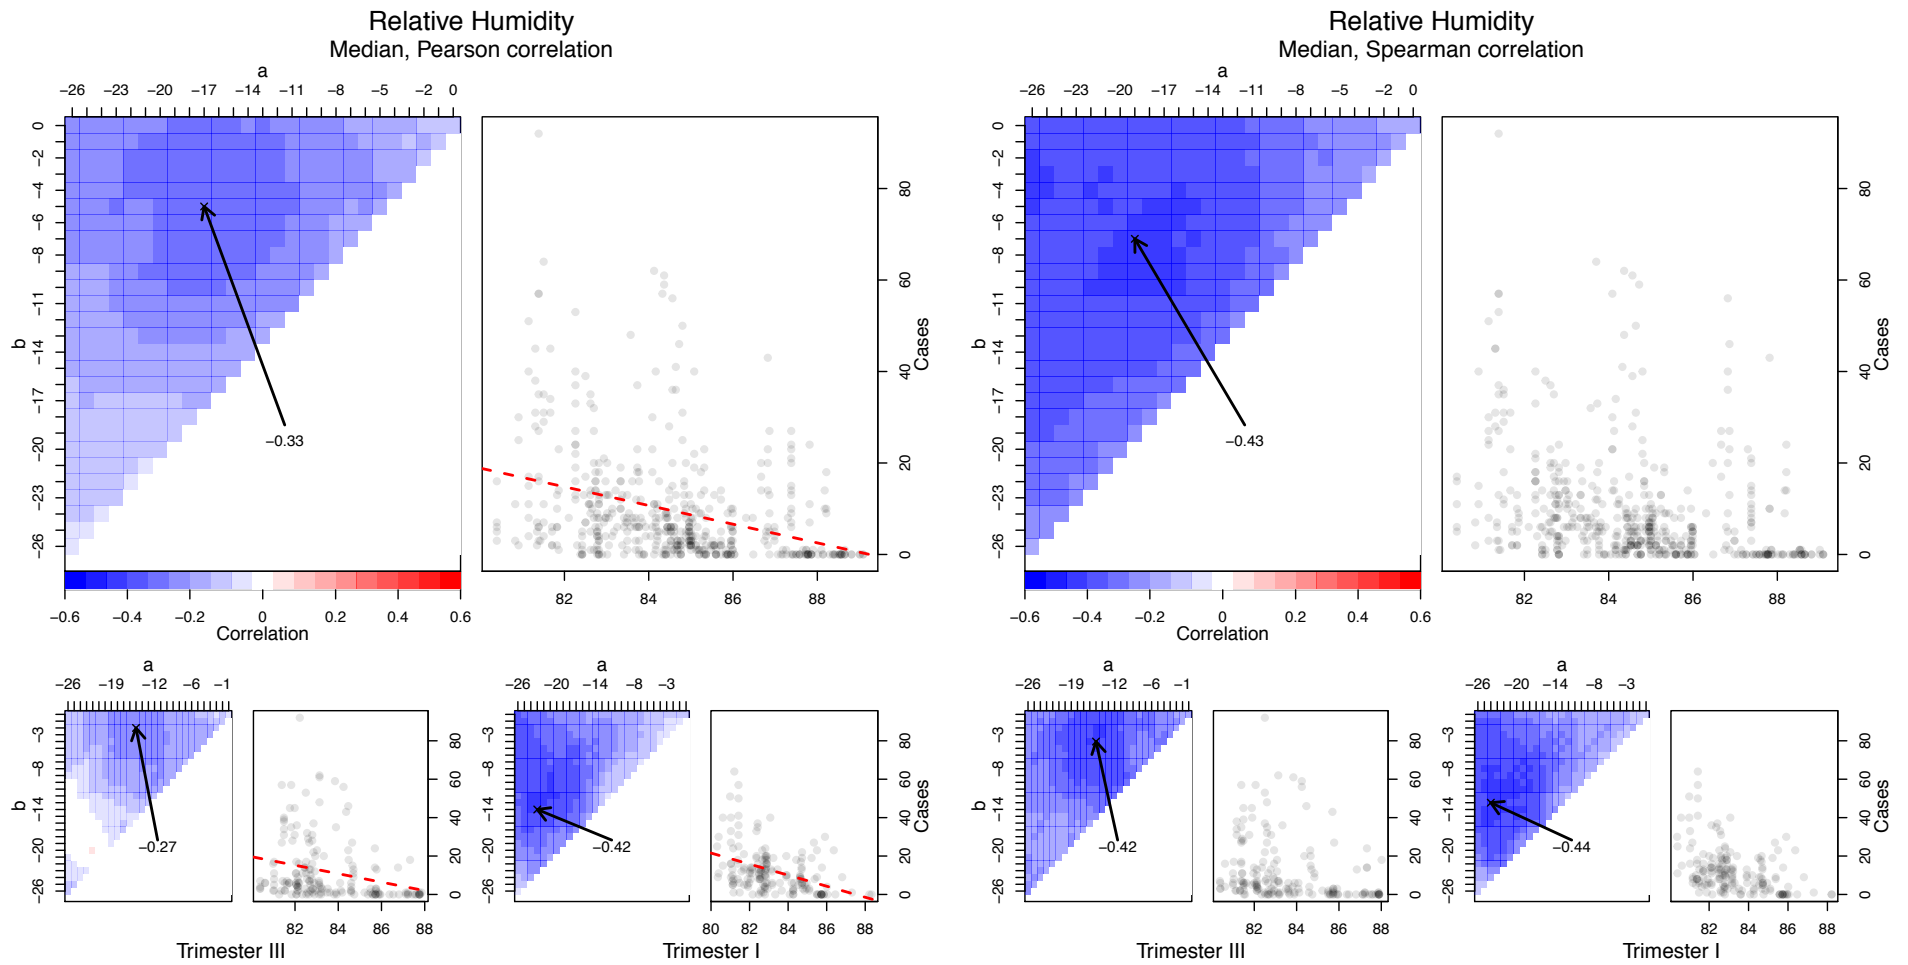 Relative Humidity
Median, Pearson correlation
a
−26 −23 −20 −17 −14 −11 −8 −5 −2 0
b
0 −2 −4 −6 −8 −11 −14 −17 −20 −23 −26
−0.33
−0.6 −0.4 −0.2 0 0.2 0.4 0.6
Correlation
82 84 86 88
0 20 40 60 80
Cases
a
−26 −19 −12 −6 −1
b
−3 −8 −14 −20 −26
−0.27
82 84 86 88
0 20 40 60 80
Trimester III
a
−26 −20 −14 −8 −3
−3 −8 −14 −20 −26
−0.42
80 82 84 86 88
0 20 40 60 80
Cases
Trimester I
Relative Humidity
Median, Spearman correlation
a
−26 −23 −20 −17 −14 −11 −8 −5 −2 0
b
0 −2 −4 −6 −8 −11 −14 −17 −20 −23 −26
−0.43
−0.6 −0.4 −0.2 0 0.2 0.4 0.6
Correlation
82 84 86 88
0 20 40 60 80
Cases
a
−26 −19 −12 −6 −1
b
−3 −8 −14 −20 −26
−0.42
82 84 86 88
0 20 40 60 80
Trimester III
a
−26 −20 −14 −8 −3
−3 −8 −14 −20 −26
−0.44
82 84 86 88
0 20 40 60 80
Cases
Trimester I